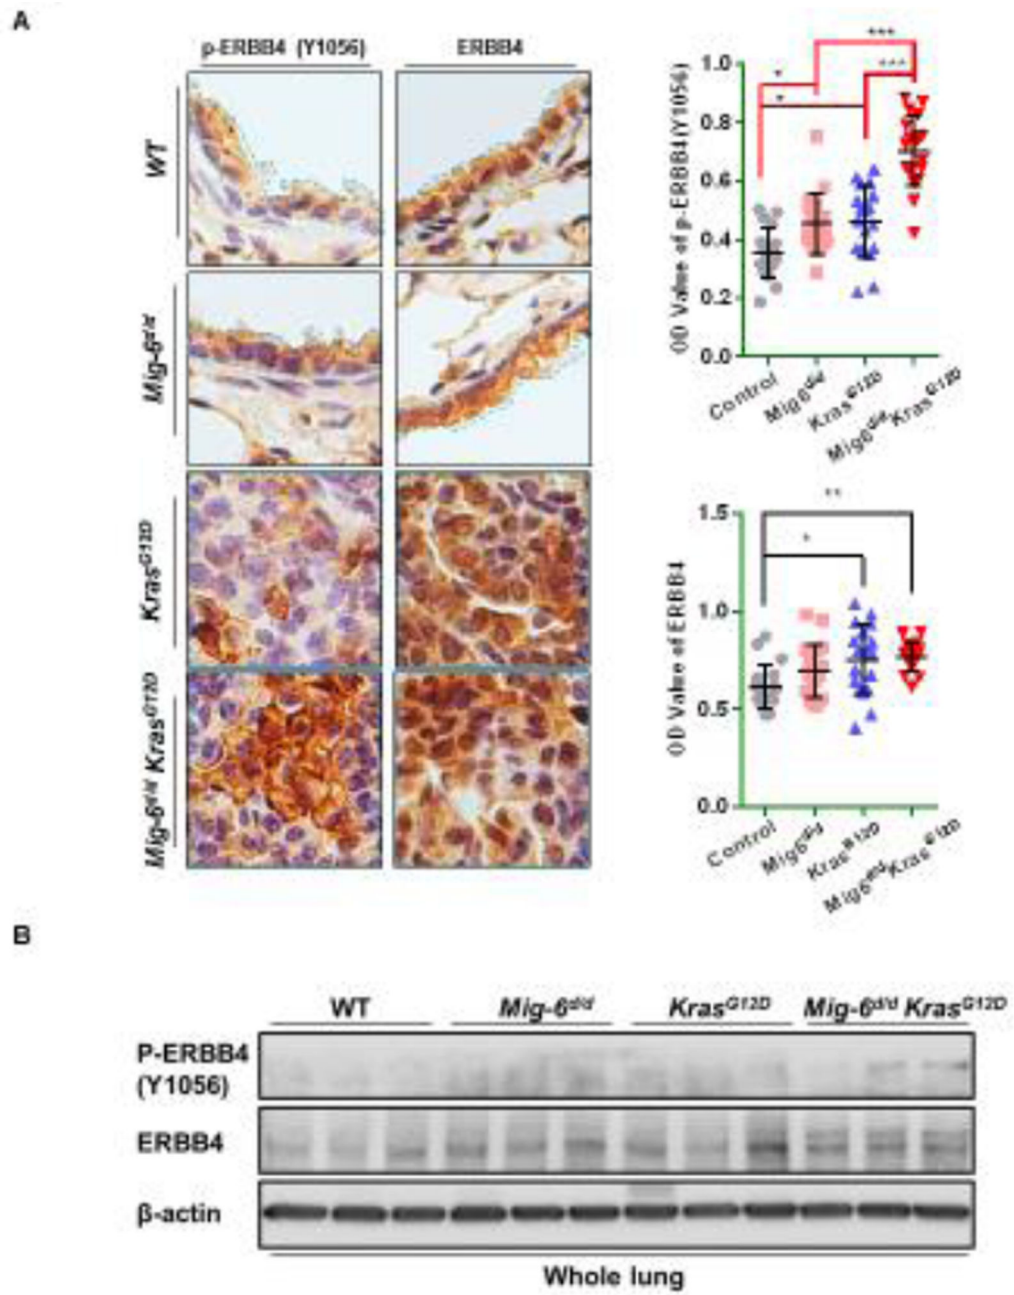 A
p-ERBB4 (Y1056)
ERBB4
WT
Mig-6d/d
KrasG12D
Mig-6d/d KrasG12D
OD Value of p-ERBB4(Y1056)
1.0
0.8
0.6
0.4
0.2
0.0
*
*
***
***
Control
Mig6d/d
KrasG12D
Mig6d/dKrasG12D
OD Value of ERBB4
1.5
1.0
0.5
0.0
**
*
Control
Mig6d/d
KrasG12D
Mig6d/dKrasG12D
B
WT
Mig-6d/d
KrasG12D
Mig-6d/d KrasG12D
P-ERBB4
(Y1056)
ERBB4
β-actin
Whole lung